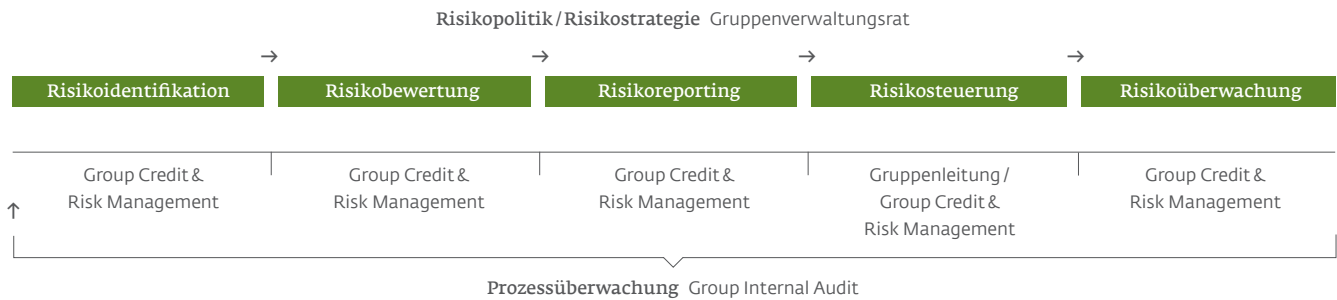 Risikopolitik / Risikostrategie Gruppenverwaltungsrat
→ → → →
Risikoidentifikation Risikobewertung Risikoreporting Risikosteuerung Risikoüberwachung
Group Credit & Group Credit & Group Credit & Gruppenleitung / Group Credit &
Risk Management Risk Management Risk Management Group Credit & Risk Management
Risk Management
↑
Prozessüberwachung Group Internal Audit